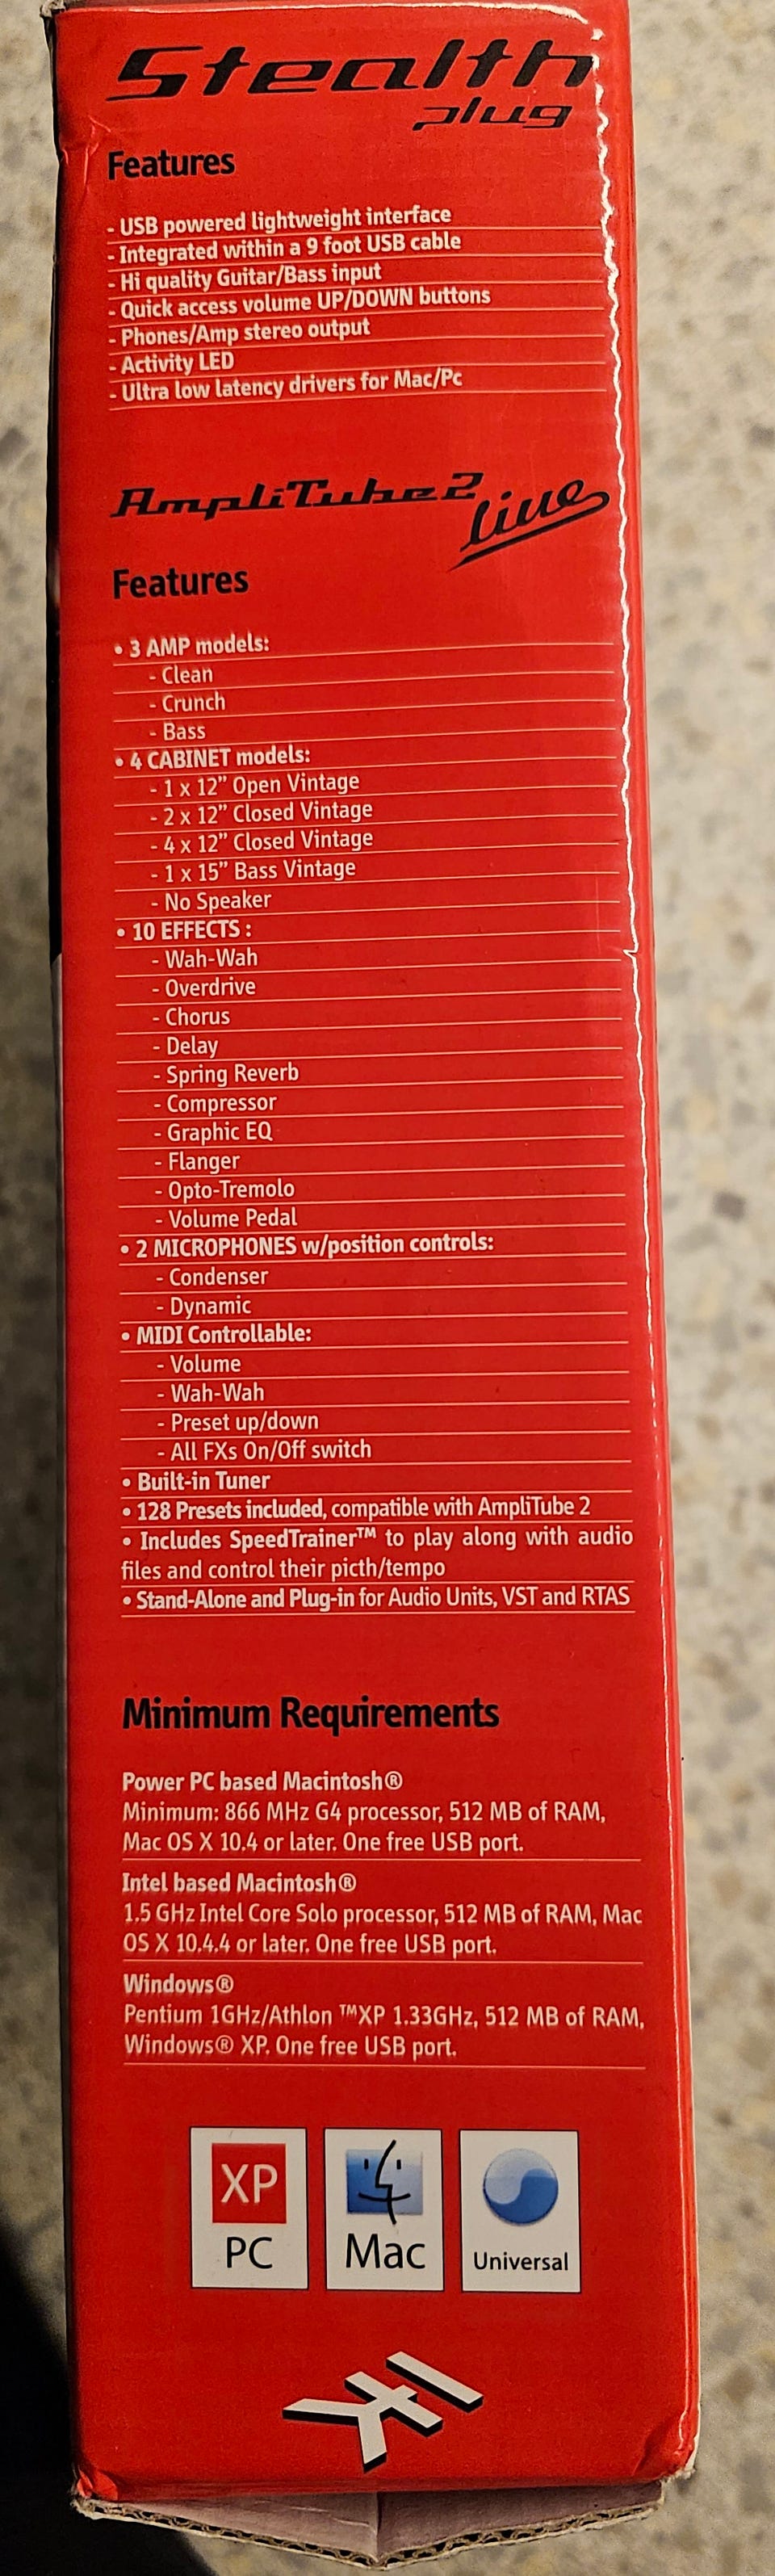 Stealth
plug
Features
- USB powered lightweight interface
- Integrated within a 9 foot USB cable
- Hi quality Guitar/Bass input
- Quick access volume UP/DOWN buttons
- Phones/Amp stereo output
- Activity LED
- Ultra low latency drivers for Mac/Pc
AmpliTube2
live
Features
• 3 AMP models:
- Clean
- Crunch
- Bass
• 4 CABINET models:
- 1 x 12” Open Vintage
- 2 x 12” Closed Vintage
- 4 x 12” Closed Vintage
- 1 x 15” Bass Vintage
- No Speaker
• 10 EFFECTS :
- Wah-Wah
- Overdrive
- Chorus
- Delay
- Spring Reverb
- Compressor
- Graphic EQ
- Flanger
- Opto-Tremolo
- Volume Pedal
• 2 MICROPHONES w/position controls:
- Condenser
- Dynamic
• MIDI Controllable:
- Volume
- Wah-Wah
- Preset up/down
- All FXs On/Off switch
• Built-in Tuner
• 128 Presets included, compatible with AmpliTube 2
• Includes SpeedTrainer™ to play along with audio
files and control their picth/tempo
• Stand-Alone and Plug-in for Audio Units, VST and RTAS
Minimum Requirements
Power PC based Macintosh®
Minimum: 866 MHz G4 processor, 512 MB of RAM,
Mac OS X 10.4 or later. One free USB port.
Intel based Macintosh®
1.5 GHz Intel Core Solo processor, 512 MB of RAM, Mac
OS X 10.4.4 or later. One free USB port.
Windows®
Pentium 1GHz/Athlon ™XP 1.33GHz, 512 MB of RAM,
Windows® XP. One free USB port.
XP
PC
Mac
Universal
IK